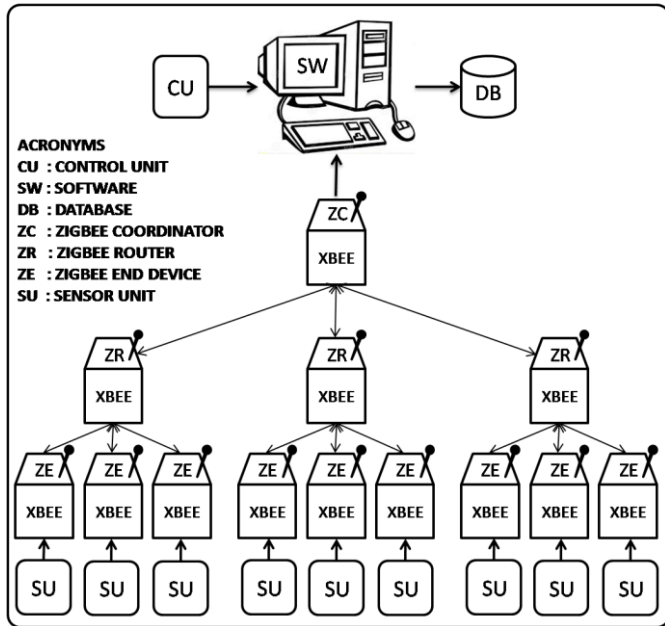 CU
SW
DB
ACRONYMS
CU : CONTROL UNIT
SW : SOFTWARE
DB : DATABASE
ZC : ZIGBEE COORDINATOR
ZR : ZIGBEE ROUTER
ZE : ZIGBEE END DEVICE
SU : SENSOR UNIT
ZC
XBEE
ZR ZR ZR
XBEE XBEE XBEE
ZE ZE ZE ZE ZE ZE ZE ZE ZE
XBEE XBEE XBEE XBEE XBEE XBEE XBEE XBEE XBEE
SU SU SU SU SU SU SU SU SU